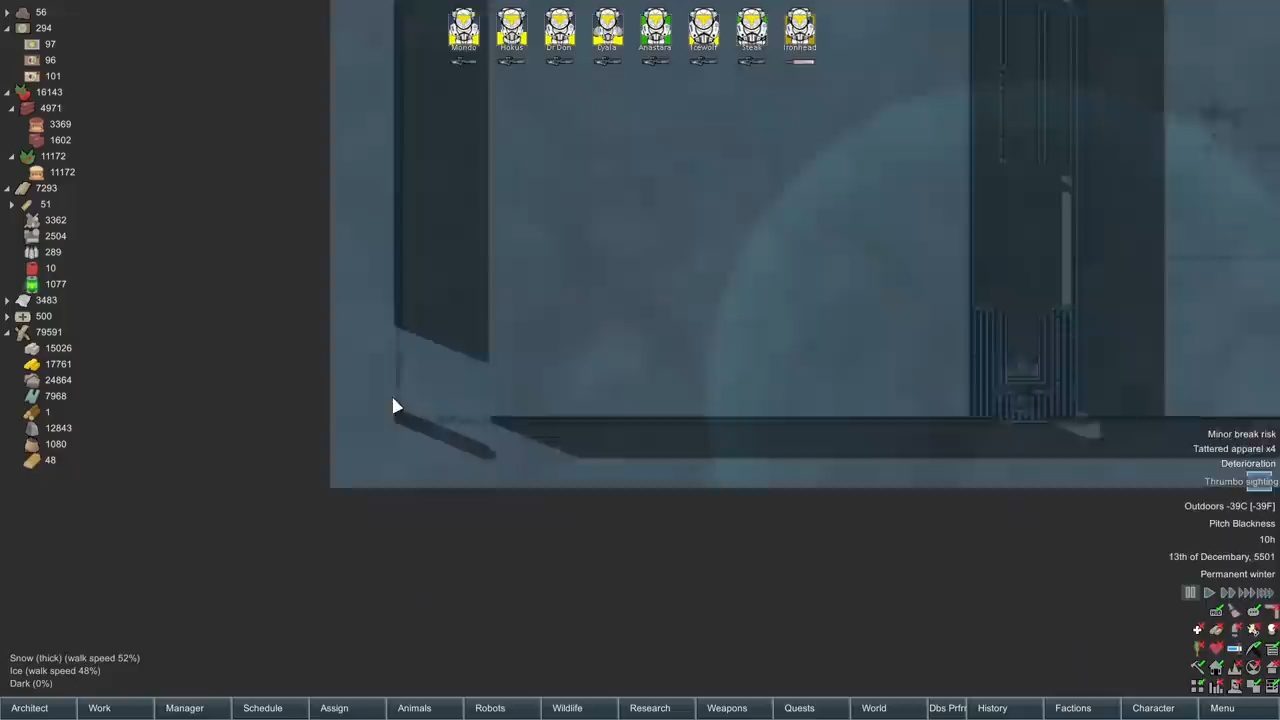 56
294
97
96
101
16143
4971
3369
1602
11172
11172
7293
51
3362
2504
289
10
1077
3483
500
79591
15026
17761
24864
7968
1
12843
1080
48
Mondo Hokus Dr Don Cyala Anastara Icewolf Steak Ironhead
Minor break risk
Tattered apparel x4
Deterioration
Thrumbo sighting
Outdoors -39C [-39F]
Pitch Blackness
10h
13th of Decembary, 5501
Permanent winter
Snow (thick) (walk speed 52%)
Ice (walk speed 48%)
Dark (0%)
Architect Work Manager Schedule Assign Animals Robots Wildlife Research Weapons Quests World Dbs Prfn History Factions Character Menu